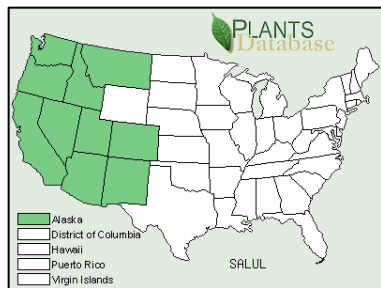 PLANTS
Database
SALUL
Alaska
District of Columbia
Hawaii
Puerto Rico
Virgin Islands